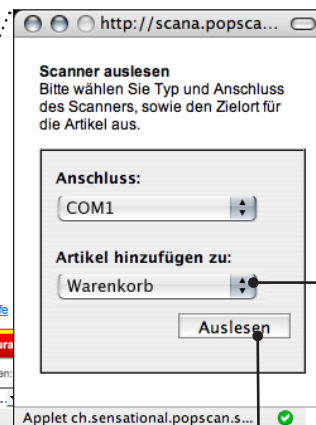 http://scana.popsca...
Scanner auslesen
Bitte wählen Sie Typ und Anschluss
des Scanners, sowie den Zielort für
die Artikel aus.
Anschluss:
COM1
Artikel hinzufügen zu:
Warenkorb
Auslesen
Applet ch.sensational.popscan.s...